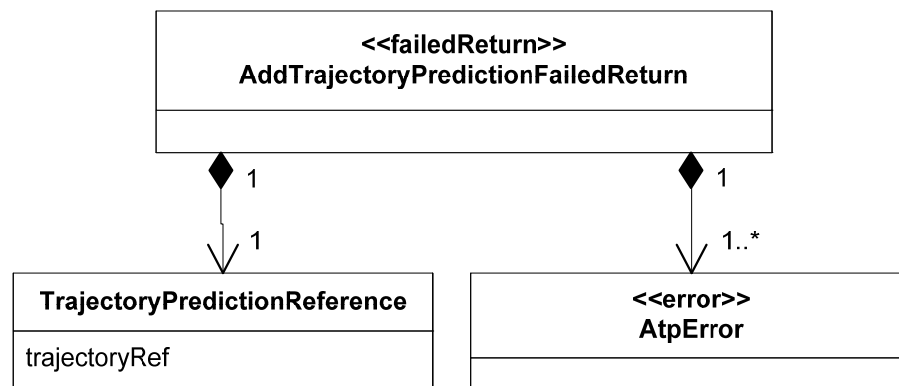 <<failedReturn>>
AddTrajectoryPredictionFailedReturn
1
1
1
1..*
TrajectoryPredictionReference
trajectoryRef
<<error>>
AtpError